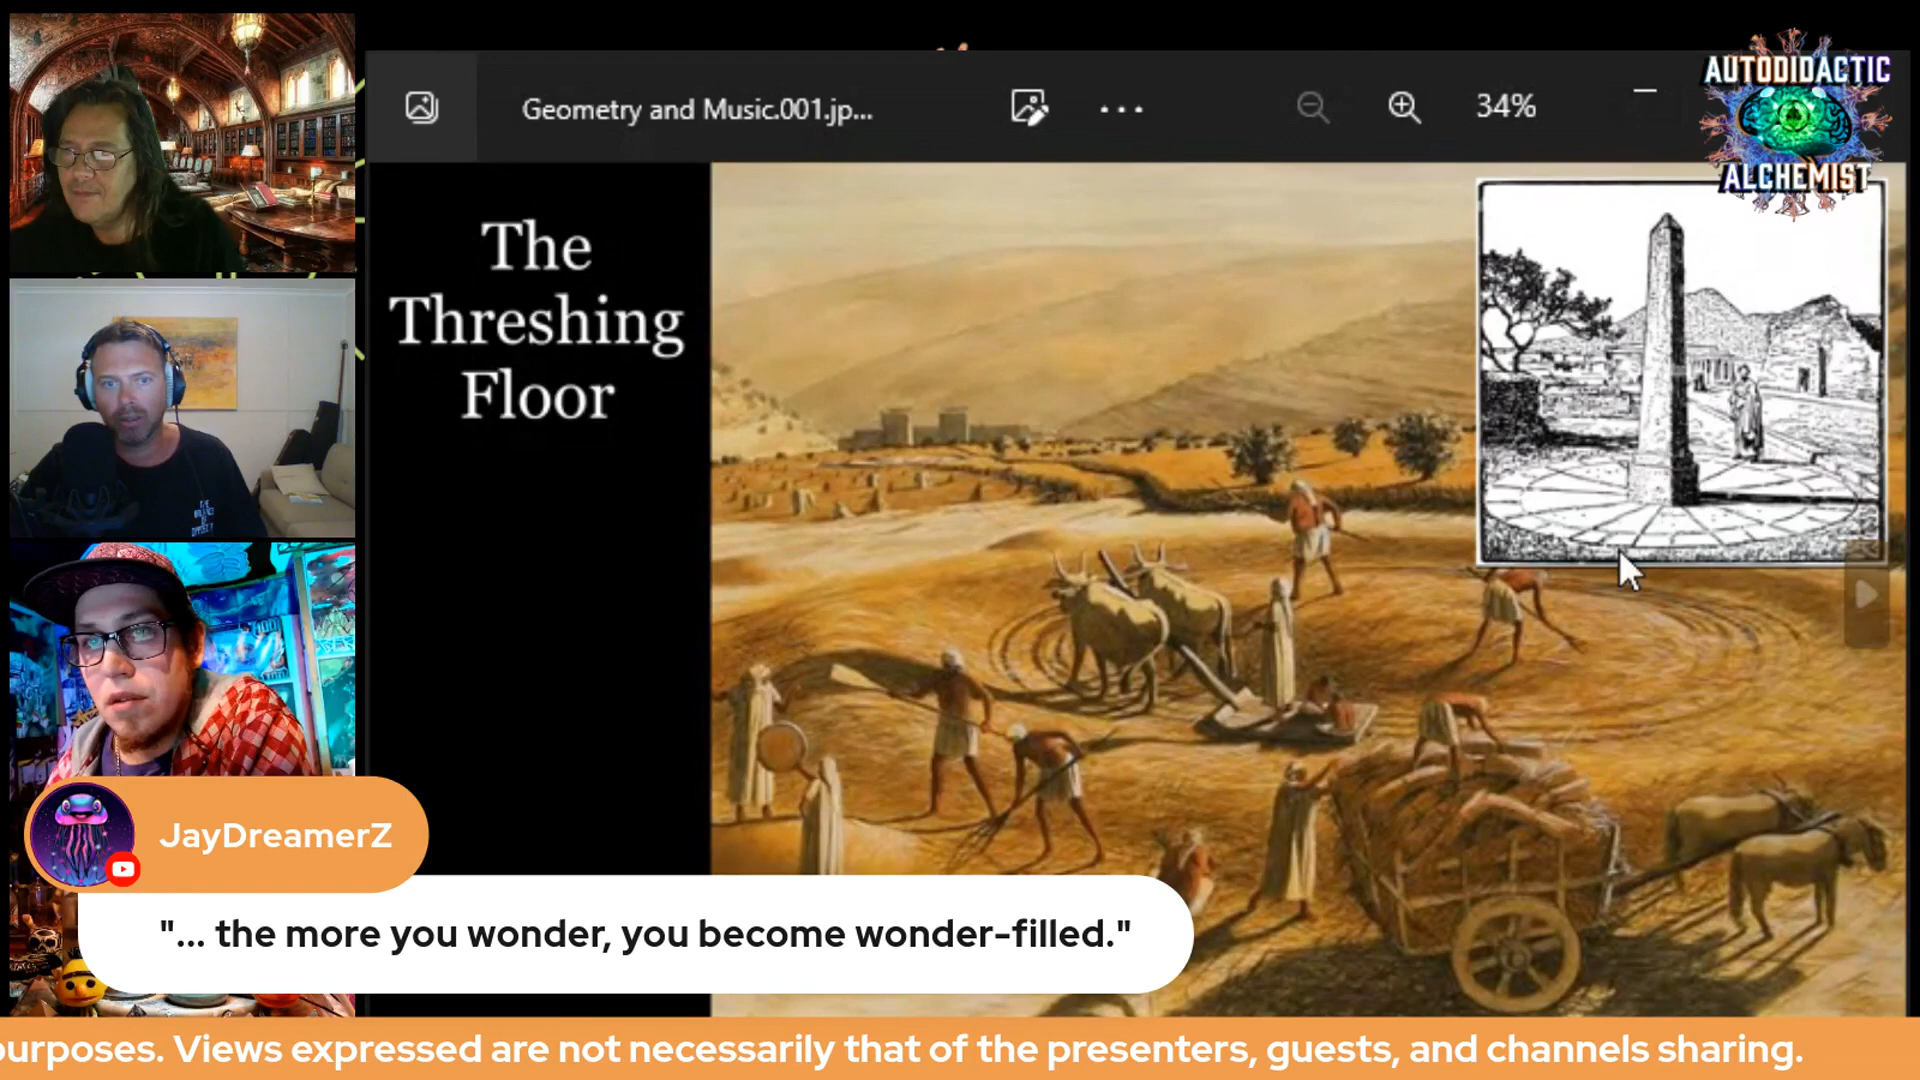 Geometry and Music.001.jp...
34%
AUTODIDACTIC
ALCHEMIST
The
Threshing
Floor
JayDreamerZ
"... the more you wonder, you become wonder-filled."
purposes. Views expressed are not necessarily that of the presenters, guests, and channels sharing.